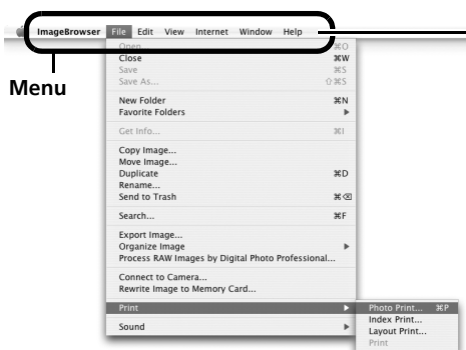 ImageBrowser File Edit View Internet Window Help
Menu
Open... ⌘O
Close ⌘W
Save ⌘S
Save As... ⇧⌘S
New Folder ⌘N
Favorite Folders ▶
Get Info... ⌘I
Copy Image...
Move Image...
Duplicate ⌘D
Rename...
Send to Trash ⌘⌫
Search... ⌘F
Export Image...
Organize Image ▶
Process RAW Images by Digital Photo Professional...
Connect to Camera...
Rewrite Image to Memory Card...
Print ▶
Sound ▶
Photo Print... ⌘P
Index Print...
Layout Print...
Print